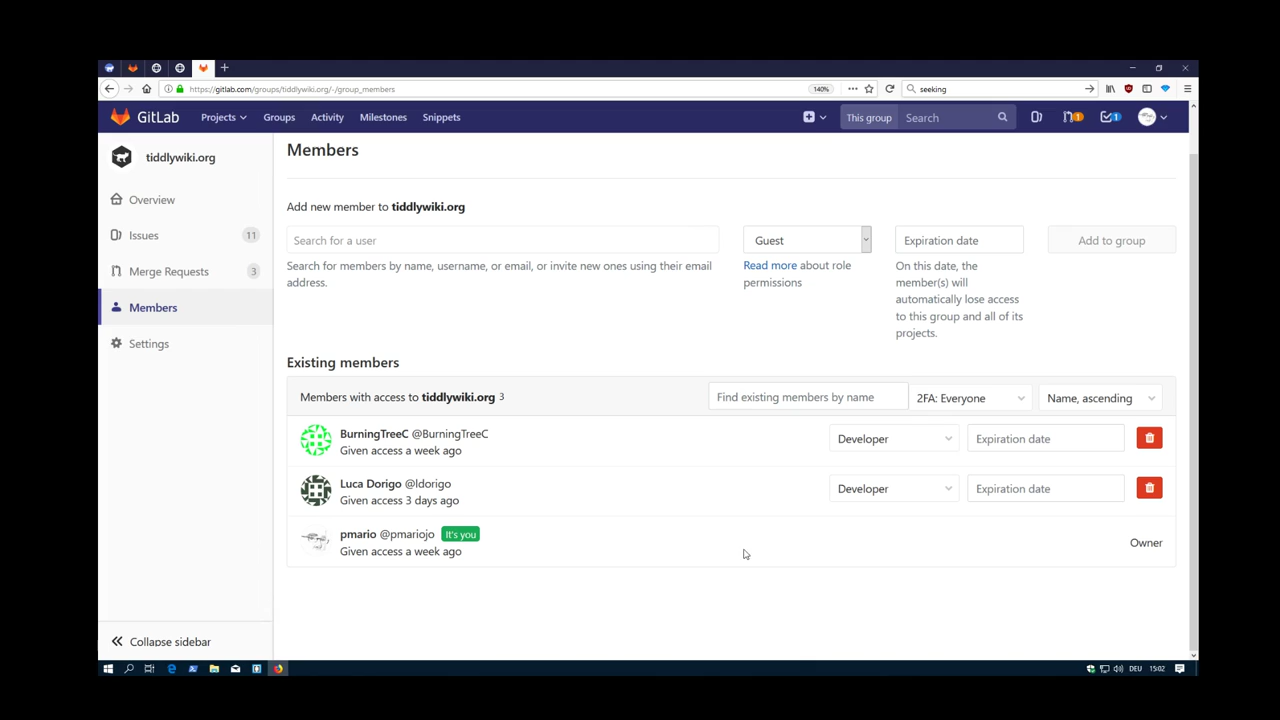 https://gitlab.com/groups/tiddlywiki.org/-/group_members
140%
seeking
GitLab
Projects
Groups
Activity
Milestones
Snippets
This group
Search
1
1
tiddlywiki.org
Overview
Issues
11
Merge Requests
3
Members
Settings
Collapse sidebar
Members
Add new member to tiddlywiki.org
Search for a user
Search for members by name, username, or email, or invite new ones using their email
address.
Guest
Read more about role
permissions
Expiration date
On this date, the
member(s) will
automatically lose access
to this group and all of its
projects.
Add to group
Existing members
Members with access to tiddlywiki.org 3
Find existing members by name
2FA: Everyone
Name, ascending
BurningTreeC @BurningTreeC
Given access a week ago
Developer
Expiration date
Luca Dorigo @ldorigo
Given access 3 days ago
Developer
Expiration date
pmario @pmariojo It's you
Given access a week ago
Owner
DEU
15:02